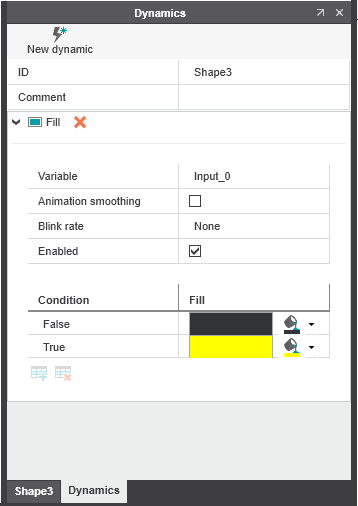 Dynamics
New dynamic
ID Shape3
Comment
Fill
Variable Input_0
Animation smoothing
Blink rate None
Enabled
Condition Fill
False
True
Shape3 Dynamics